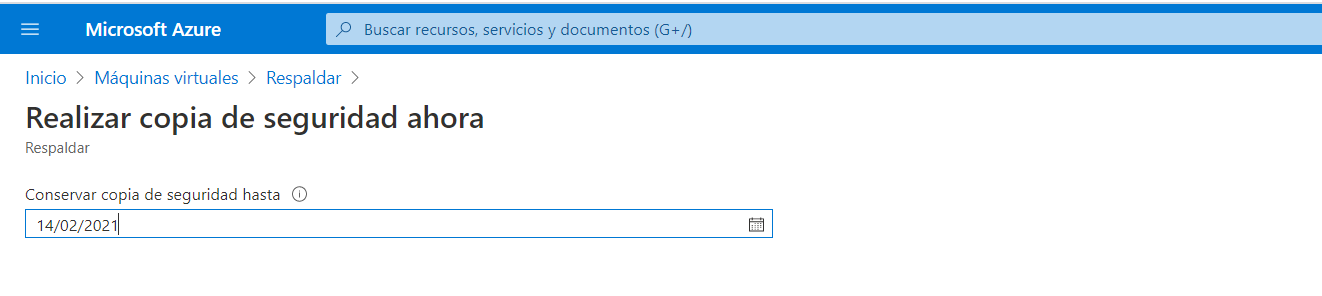 Microsoft Azure
Buscar recursos, servicios y documentos (G+/)
Inicio > Máquinas virtuales > Respaldar >
Realizar copia de seguridad ahora
Respaldar
Conservar copia de seguridad hasta
14/02/2021